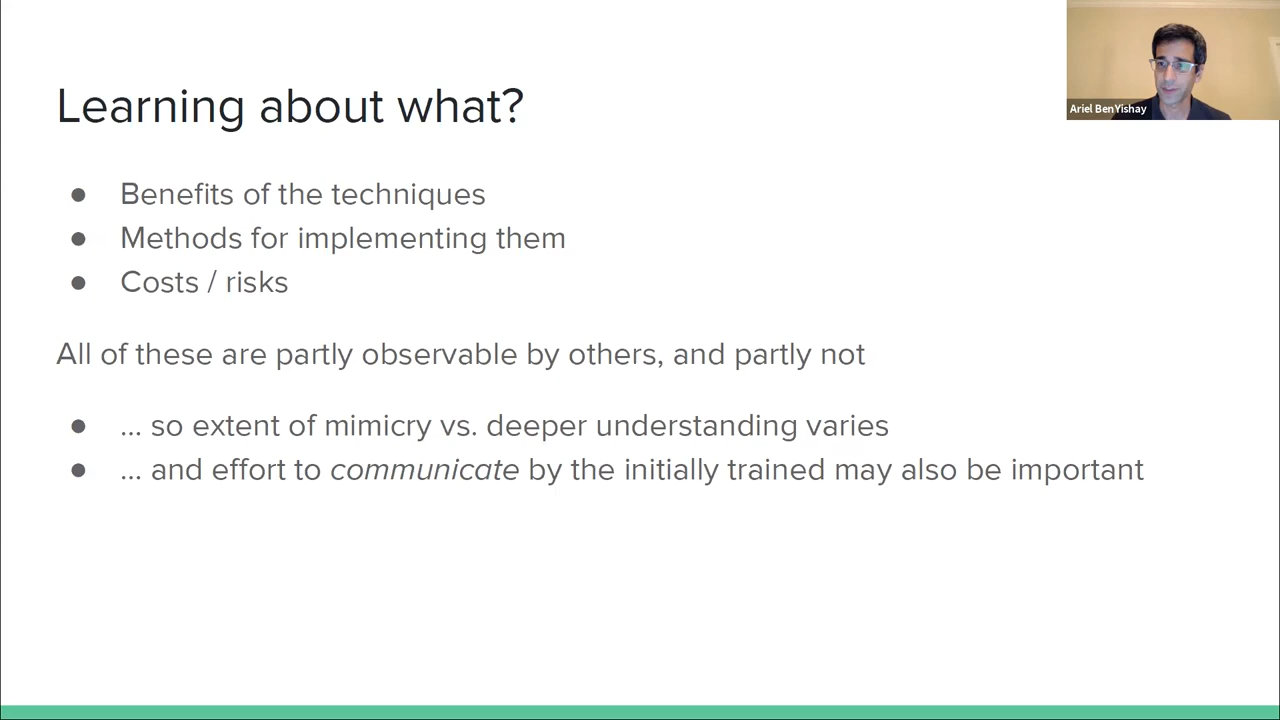 Ariel BenYishay
Learning about what?
● Benefits of the techniques
● Methods for implementing them
● Costs / risks
All of these are partly observable by others, and partly not
● ... so extent of mimicry vs. deeper understanding varies
● ... and effort to communicate by the initially trained may also be important